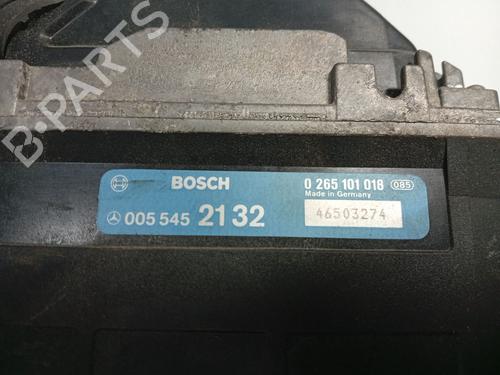 B-PARTS
BOSCH 0 265 101 018 085
Made in Germany
005 545 21 32 46503274